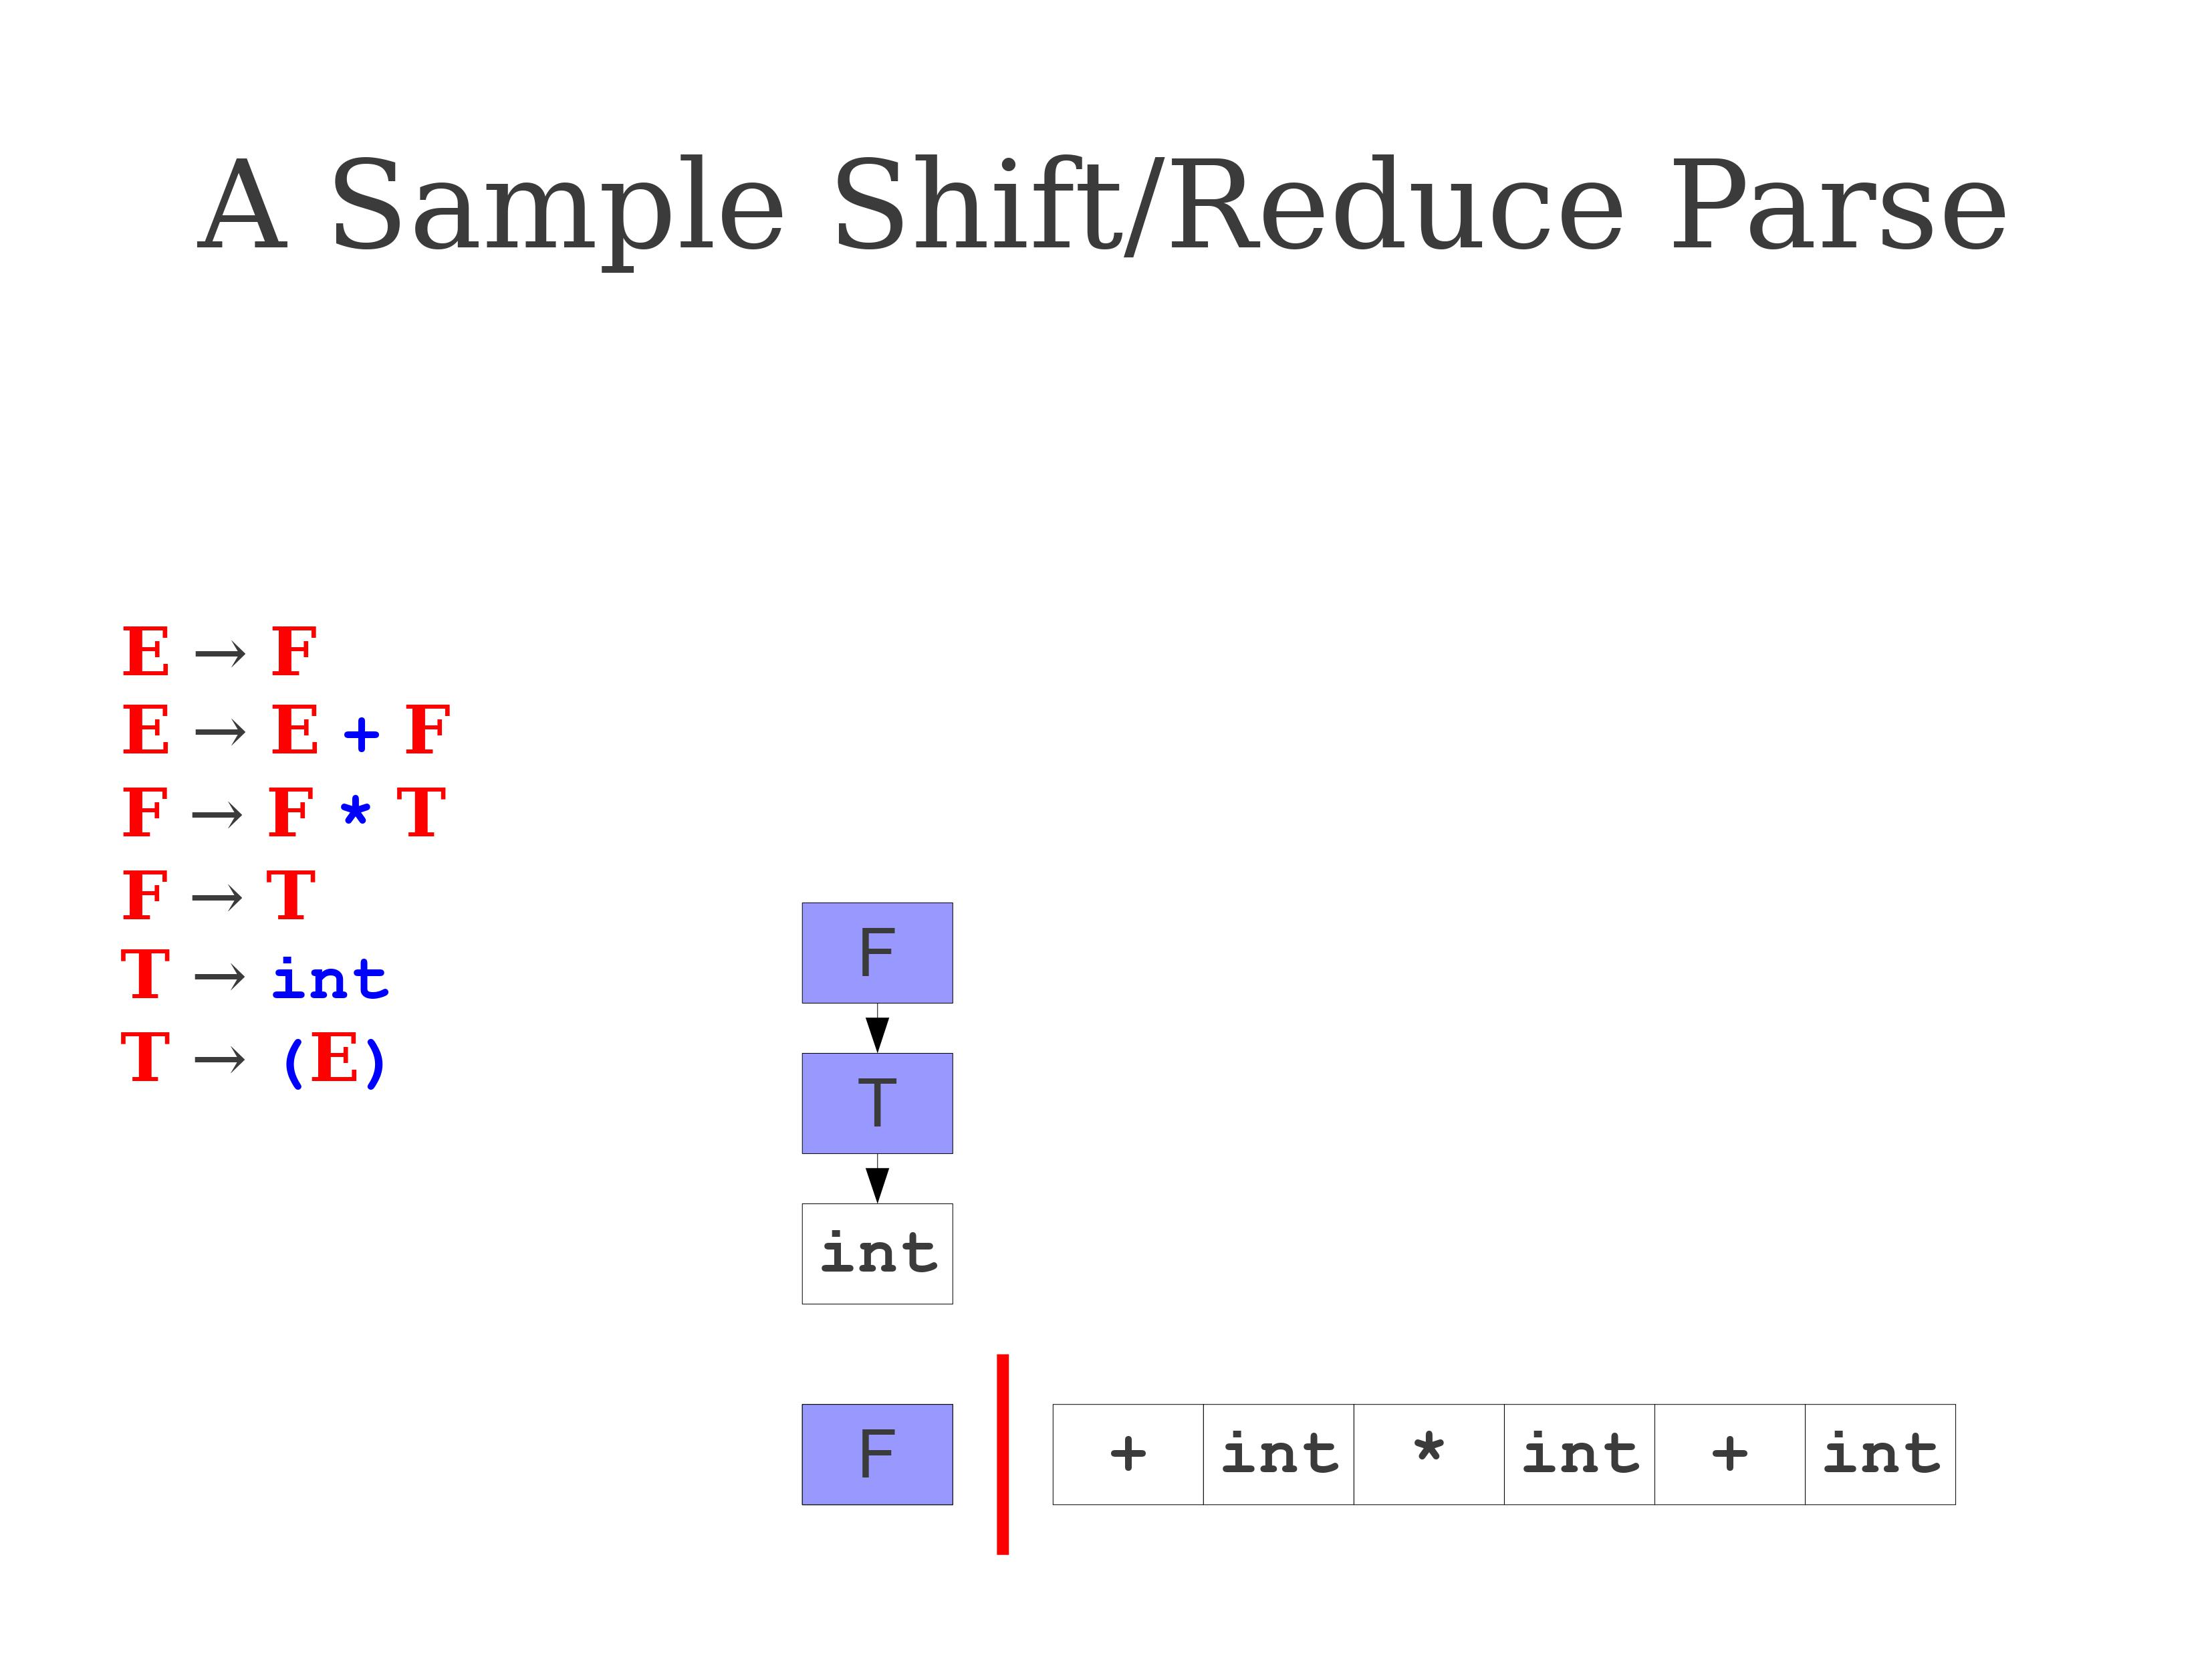 A Sample Shift/Reduce Parse
E → F
E → E + F
F → F * T
F → T
T → int
T → (E)
F
T
int
F + int * int + int